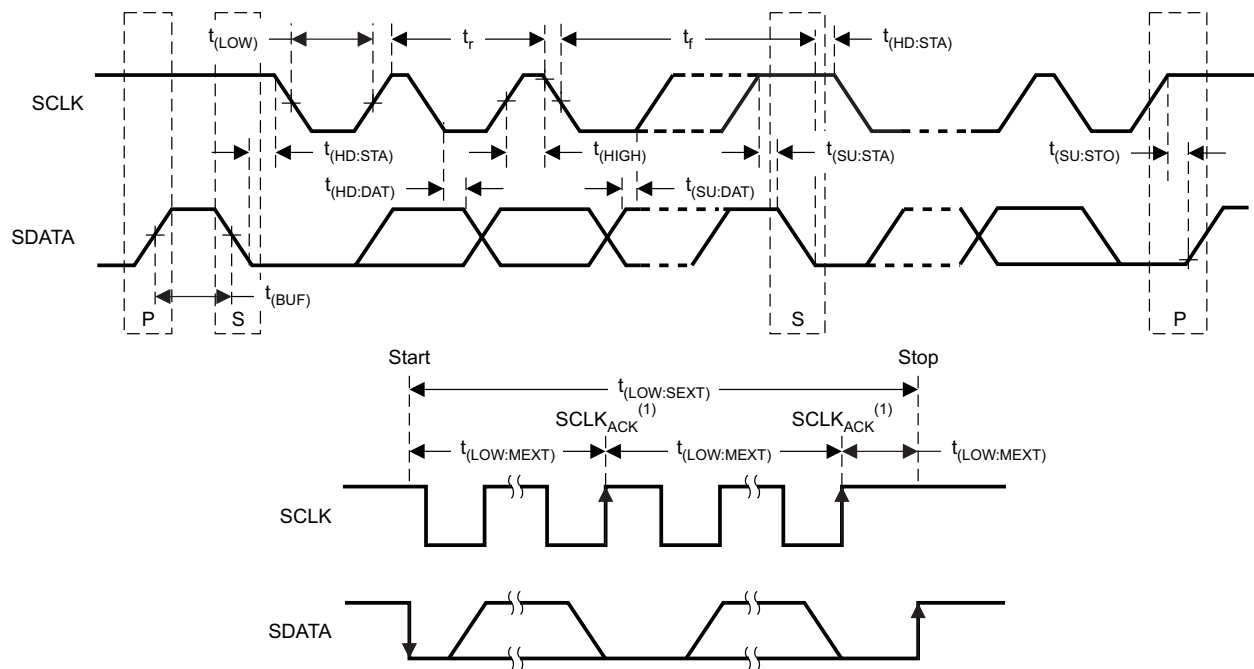 t(LOW) tr tf t(HD:STA)
SCLK
t(HD:STA) t(HIGH) t(SU:STA) t(SU:STO)
t(HD:DAT) t(SU:DAT)
SDATA
t(BUF)
P S S P
Start Stop
t(LOW:SEXT)
SCLKACK(1) SCLKACK(1)
t(LOW:MEXT) t(LOW:MEXT) t(LOW:MEXT)
SCLK
SDATA